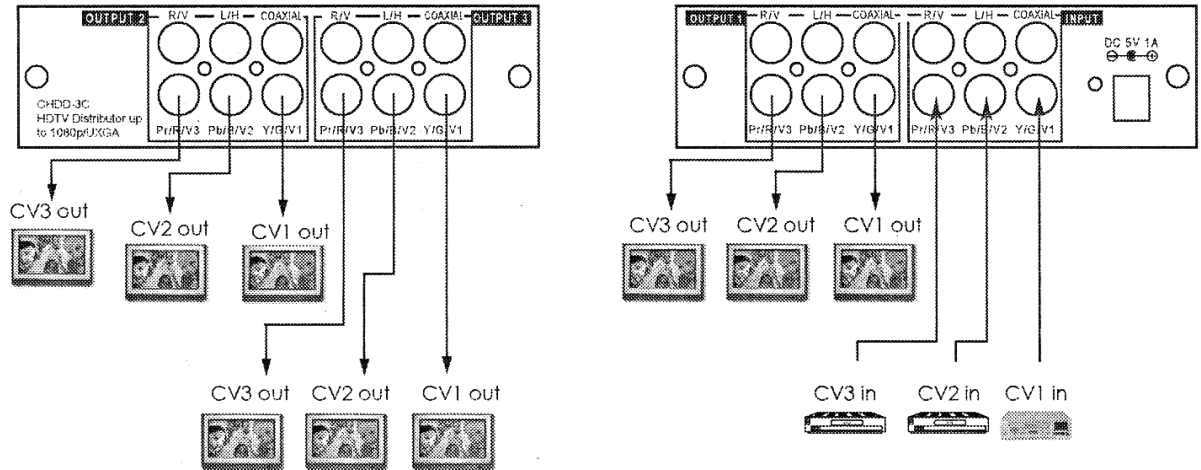 OUTPUT 2 R/V L/H COAXIAL R/V L/H COAXIAL OUTPUT 3
CHDD-3C
HDTV Distributor up
to 1080p/UXGA
Pr/R/V3 Pb/B/V2 Y/G/V1 Pr/R/V3 Pb/B/V2 Y/G/V1
CV3 out
CV2 out
CV1 out
CV3 out CV2 out CV1 out
OUTPUT 1 R/V L/H COAXIAL R/V L/H COAXIAL INPUT
DC 5V 1A
Pr/R/V3 Pb/B/V2 Y/G/V1 Pr/R/V3 Pb/B/V2 Y/G/V1
CV3 out CV2 out CV1 out
CV3 in CV2 in CV1 in